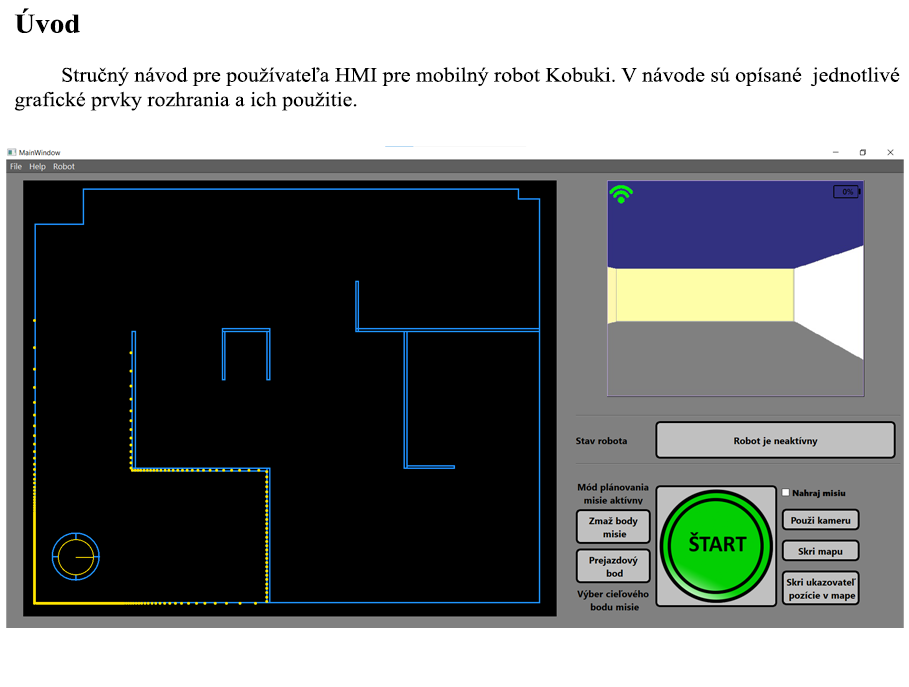 Úvod
Stručný návod pre používateľa HMI pre mobilný robot Kobuki. V návode sú opísané jednotlivé
grafické prvky rozhrania a ich použitie.
MainWindow
File Help Robot
0%
Stav robota
Robot je neaktívny
Mód plánovania
misie aktívny
Zmaž body
misie
Prejazdový
bod
Výber cieľového
bodu misie
ŠTART
Nahraj misiu
Použi kameru
Skri mapu
Skri ukazovateľ
pozície v mape